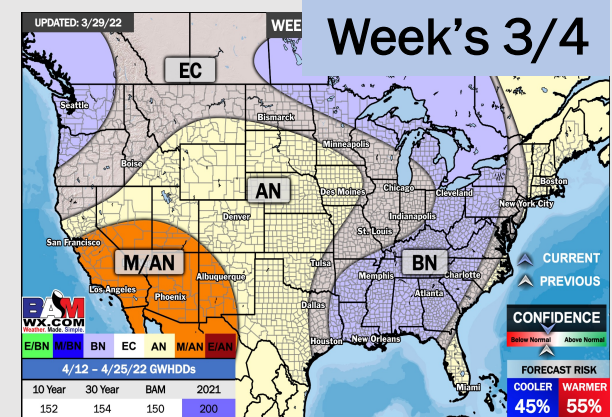 UPDATED: 3/29/22
WEE
Week's 3/4
EC
Seattle
Bismarck
Minneapolis
Boise
AN
Des Moines
Chicago
Cleveland
Boston
New York City
Denver
Indianapolis
San Francisco
St. Louis
M/AN
Tulsa
Memphis
BN
Charlotte
CURRENT
Albuquerque
PREVIOUS
Los Angeles
Phoenix
Atlanta
Dallas
BAM
WX.COM
Weather. Made. Simple.
CONFIDENCE
Below Normal
Above Normal
Houston
New Orleans
E/BN
M/BN
BN
EC
AN
M/AN
E/AN
4/12 – 4/25/22 GWHDDs
FORECAST RISK
10 Year
30 Year
BAM
2021
Miami
COOLER
WARMER
152
154
150
200
45%
55%